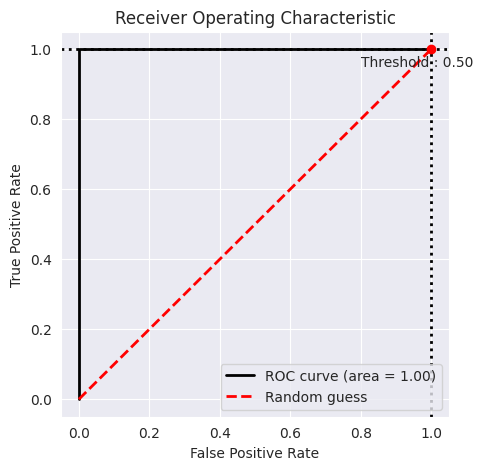 Receiver Operating Characteristic
True Positive Rate
1.0
0.8
0.6
0.4
0.2
0.0
Threshold : 0.50
ROC curve (area = 1.00)
Random guess
0.0 0.2 0.4 0.6 0.8 1.0
False Positive Rate